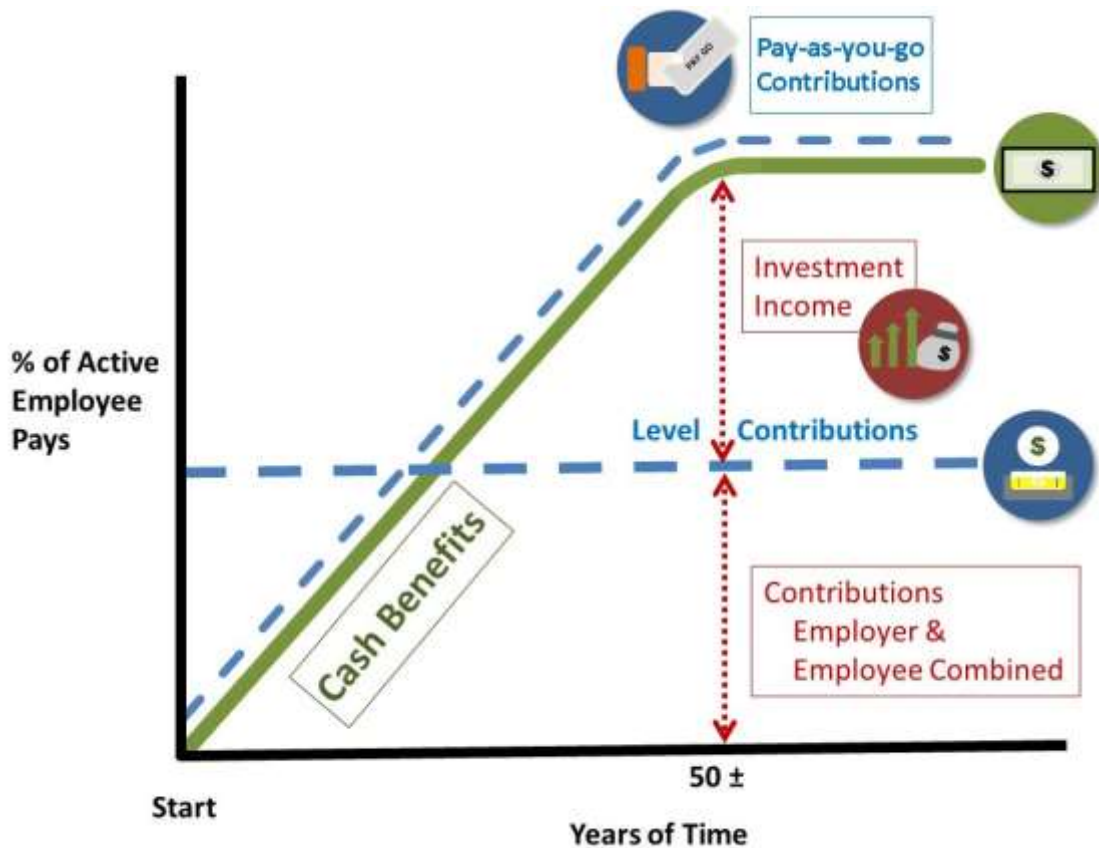 PAY GO
Pay-as-you-go
Contributions
$
Investment
Income
$
% of Active
Employee
Pays
Level Contributions
$
Cash Benefits
Contributions
Employer &
Employee Combined
50 ±
Start
Years of Time